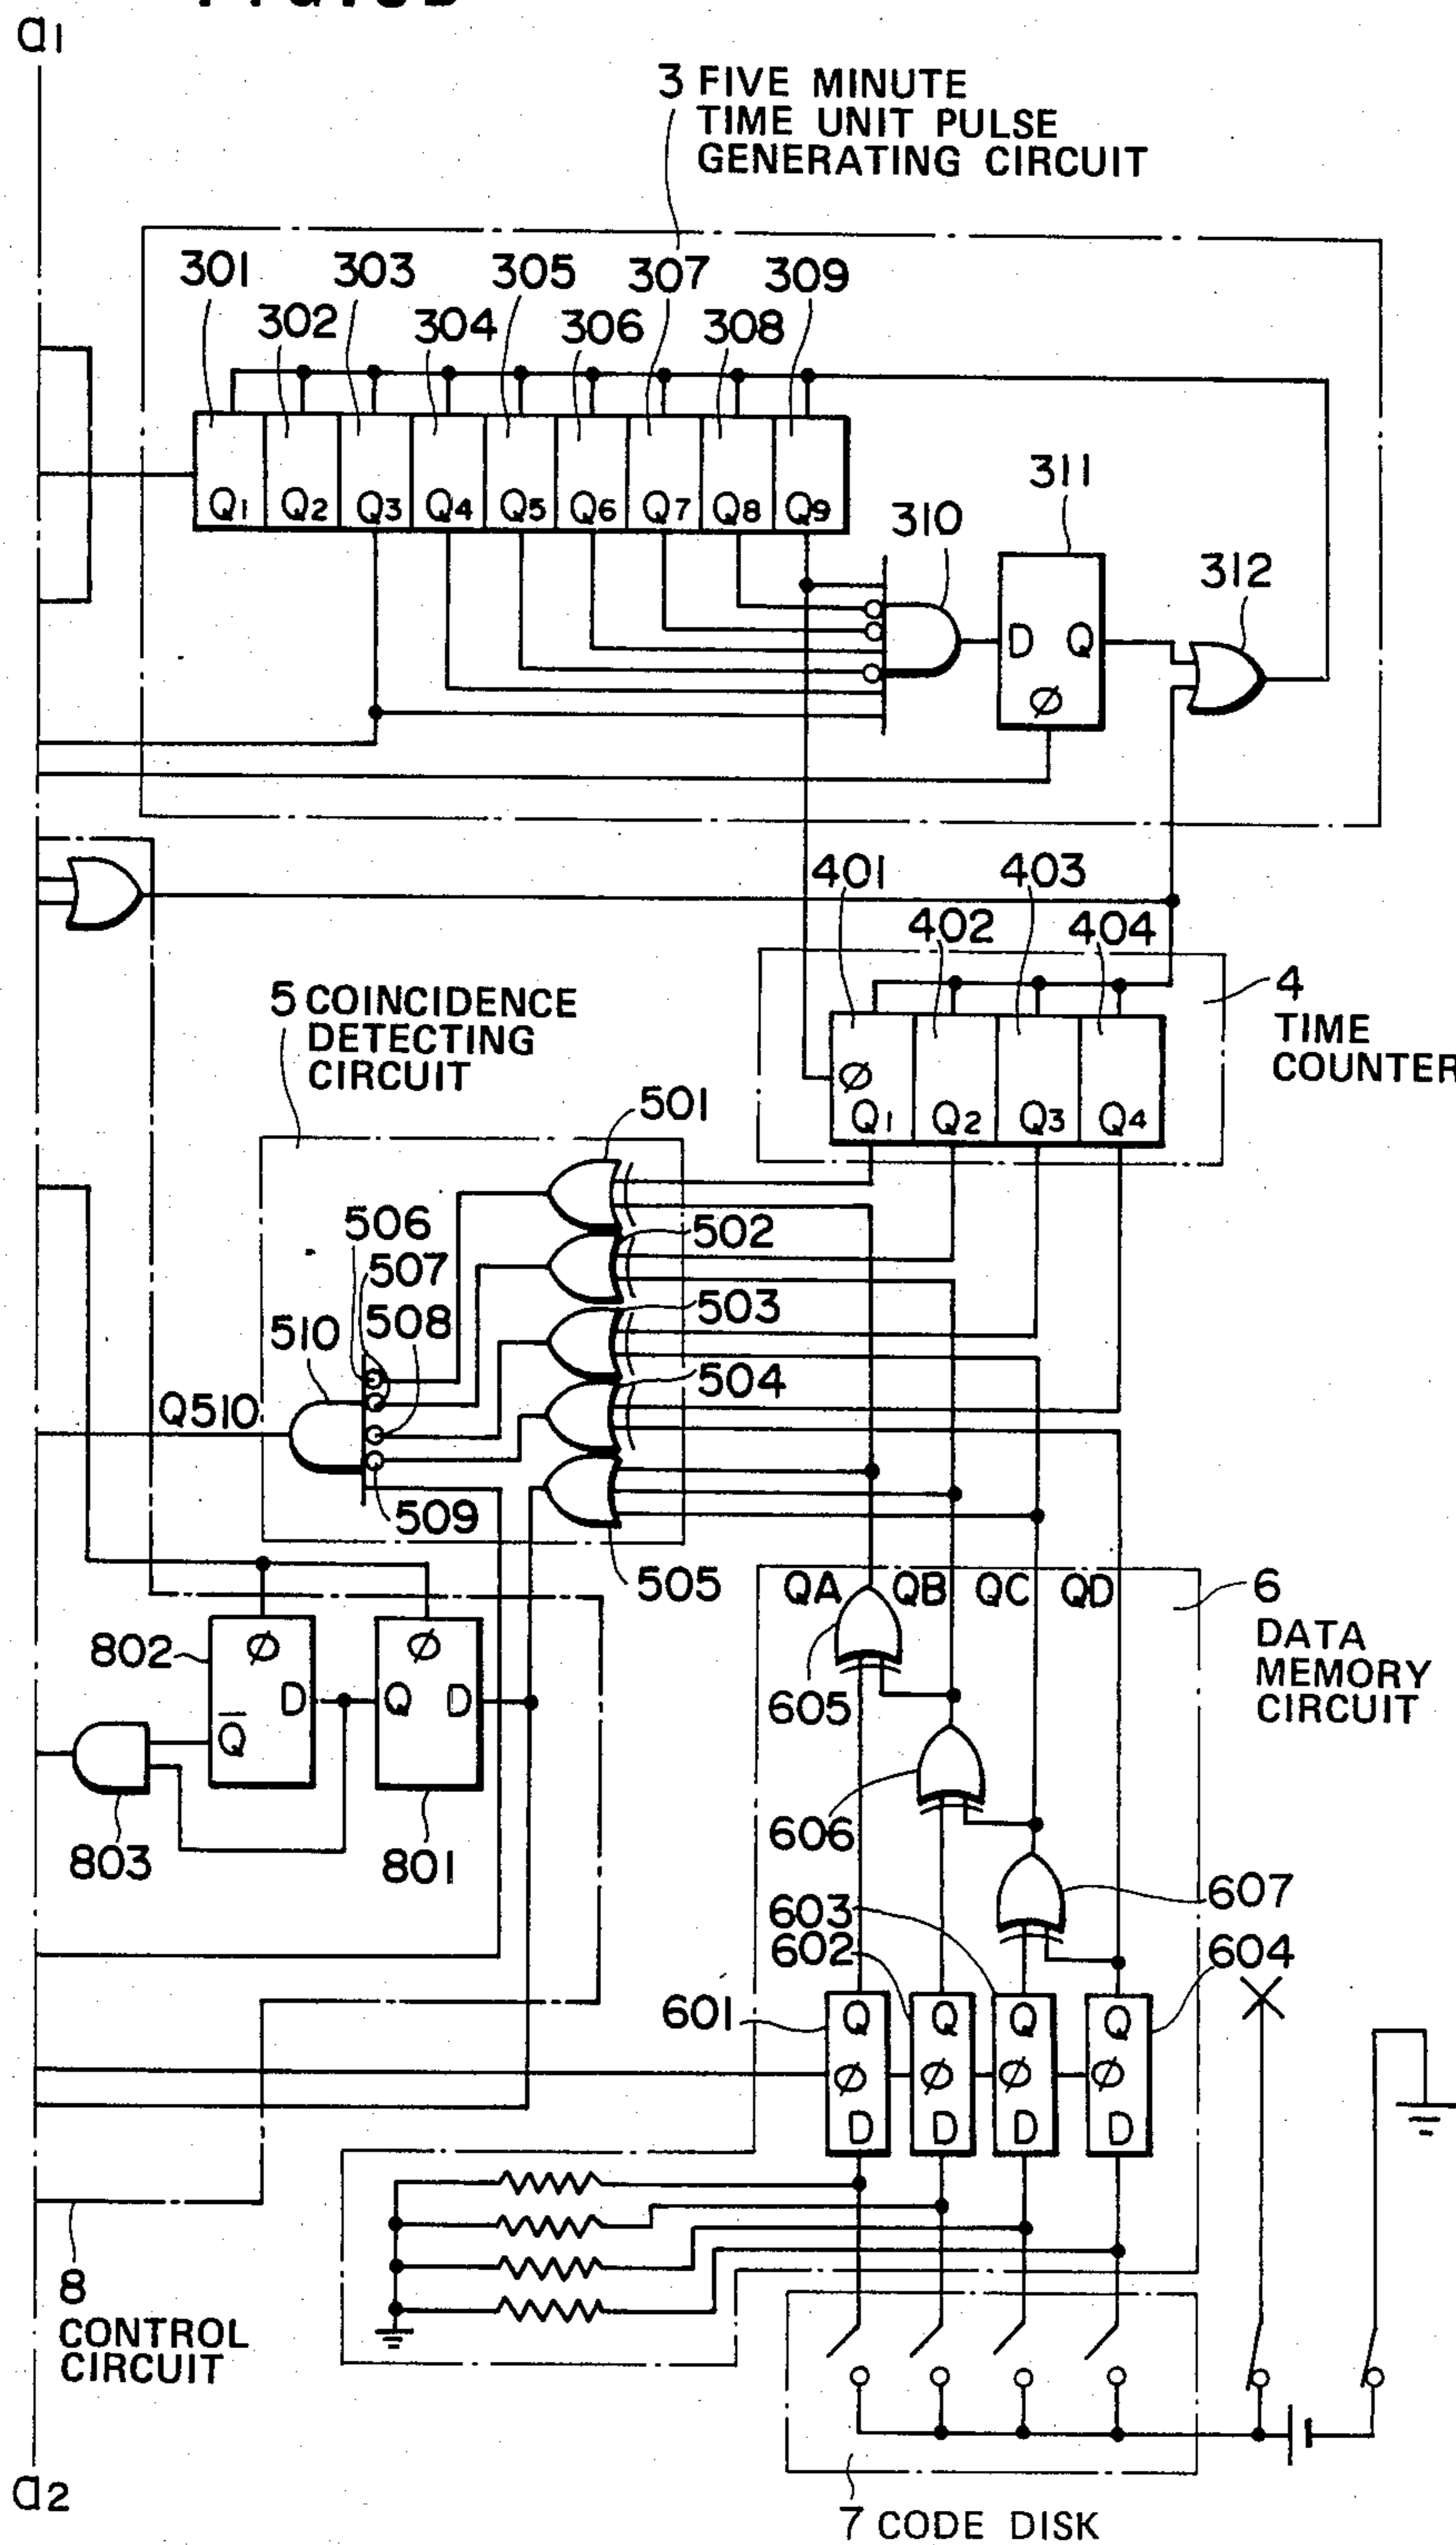 a1
3 FIVE MINUTE
TIME UNIT PULSE
GENERATING CIRCUIT
301 303 305 307 309
302 304 306 308
Q1 Q2 Q3 Q4 Q5 Q6 Q7 Q8 Q9
310
311
D Q
Ø
312
401 403
402 404
4
TIME
COUNTER
Ø
Q1 Q2 Q3 Q4
5 COINCIDENCE
DETECTING
CIRCUIT
501
506
507
502
510 508
503
504
Q510
509
505
QA QB QC QD
6
DATA
MEMORY
CIRCUIT
802 Ø Ø
D Q D
Q̅
605
803
801
606
607
603
602
604
601
Q Q Q Q
Ø Ø Ø Ø
D D D D
8
CONTROL
CIRCUIT
a2
7 CODE DISK